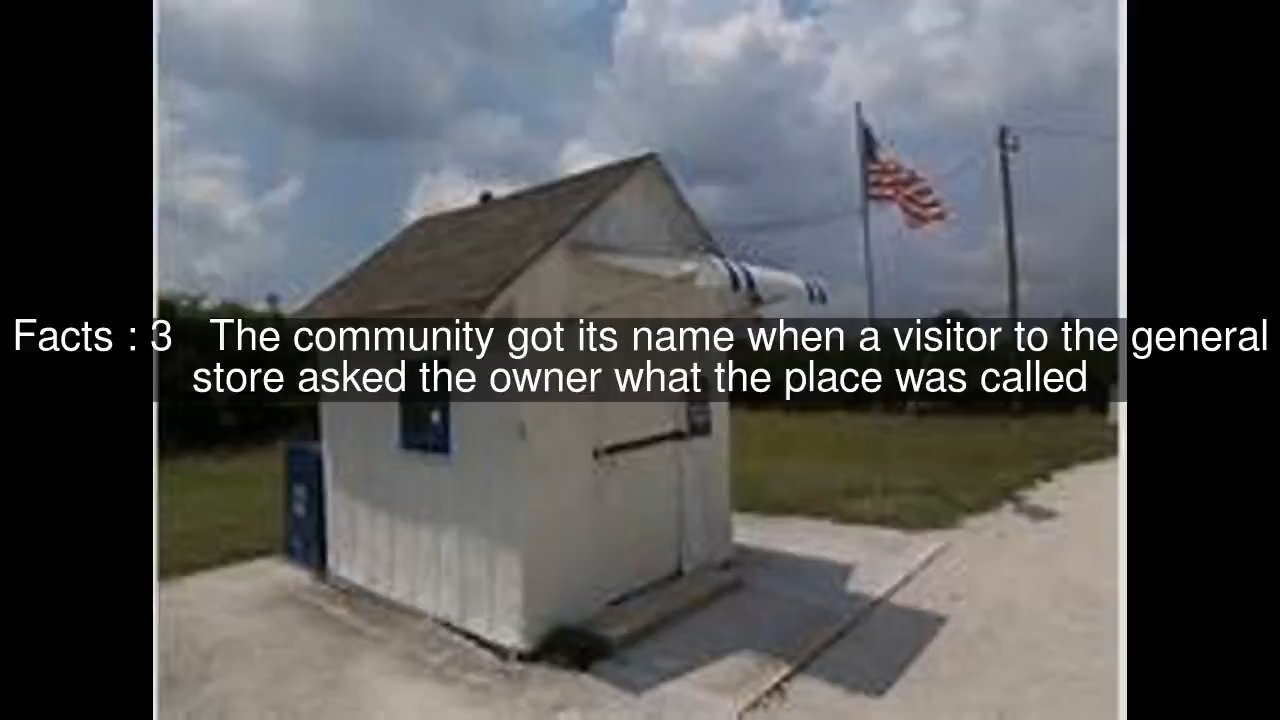 Facts : 3   The community got its name when a visitor to the general
store asked the owner what the place was called